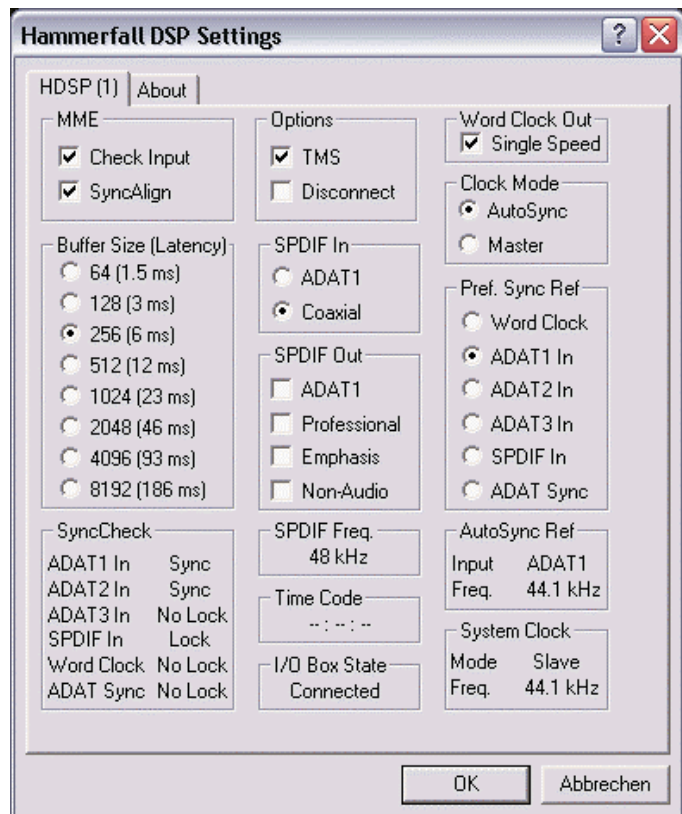 Hammerfall DSP Settings
HDSP (1)
About
MME
Check Input
SyncAlign
Buffer Size (Latency)
64 (1.5 ms)
128 (3 ms)
256 (6 ms)
512 (12 ms)
1024 (23 ms)
2048 (46 ms)
4096 (93 ms)
8192 (186 ms)
SyncCheck
ADAT1 In Sync
ADAT2 In Sync
ADAT3 In No Lock
SPDIF In Lock
Word Clock No Lock
ADAT Sync No Lock
Options
TMS
Disconnect
SPDIF In
ADAT1
Coaxial
SPDIF Out
ADAT1
Professional
Emphasis
Non-Audio
SPDIF Freq.
48 kHz
Time Code
-- : -- : --
I/O Box State
Connected
Word Clock Out
Single Speed
Clock Mode
AutoSync
Master
Pref. Sync Ref
Word Clock
ADAT1 In
ADAT2 In
ADAT3 In
SPDIF In
ADAT Sync
AutoSync Ref
Input ADAT1
Freq. 44.1 kHz
System Clock
Mode Slave
Freq. 44.1 kHz
OK
Abbrechen